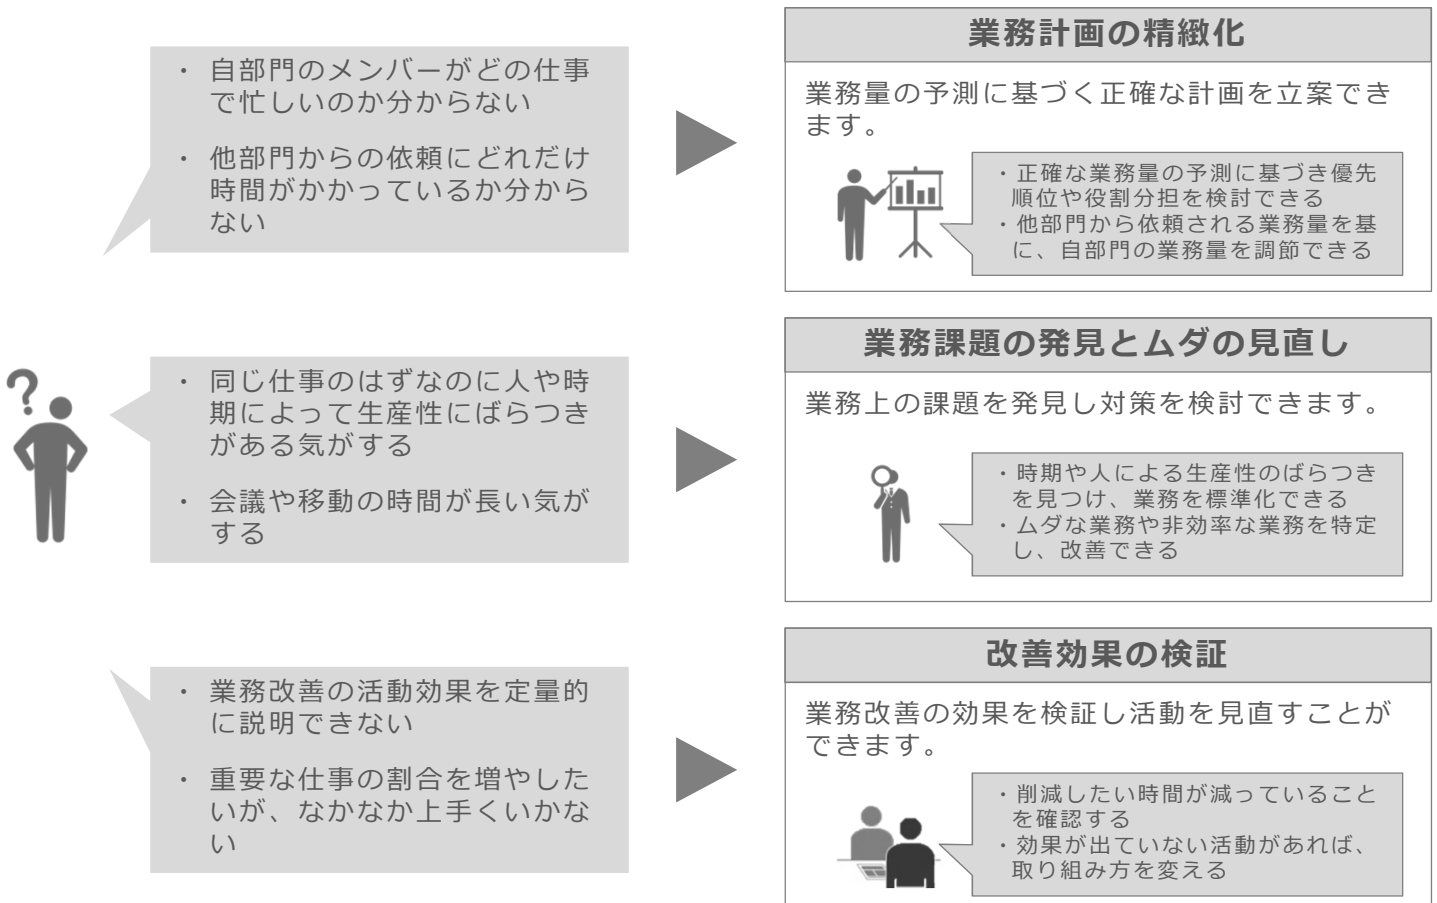 ・ 自部門のメンバーがどの仕事
で忙しいのか分からない
・ 他部門からの依頼にどれだけ
時間がかかっているか分から
ない
業務計画の精緻化
業務量の予測に基づく正確な計画を立案でき
ます。
・正確な業務量の予測に基づき優先
順位や役割分担を検討できる
・他部門から依頼される業務量を基
に、自部門の業務量を調節できる
?
・ 同じ仕事のはずなのに人や時
期によって生産性にばらつき
がある気がする
・ 会議や移動の時間が長い気が
する
業務課題の発見とムダの見直し
業務上の課題を発見し対策を検討できます。
・時期や人による生産性のばらつき
を見つけ、業務を標準化できる
・ムダな業務や非効率な業務を特定
し、改善できる
・ 業務改善の活動効果を定量的
に説明できない
・ 重要な仕事の割合を増やした
いが、なかなか上手くいかな
い
改善効果の検証
業務改善の効果を検証し活動を見直すことが
できます。
・削減したい時間が減っていること
を確認する
・効果が出ていない活動があれば、
取り組み方を変える